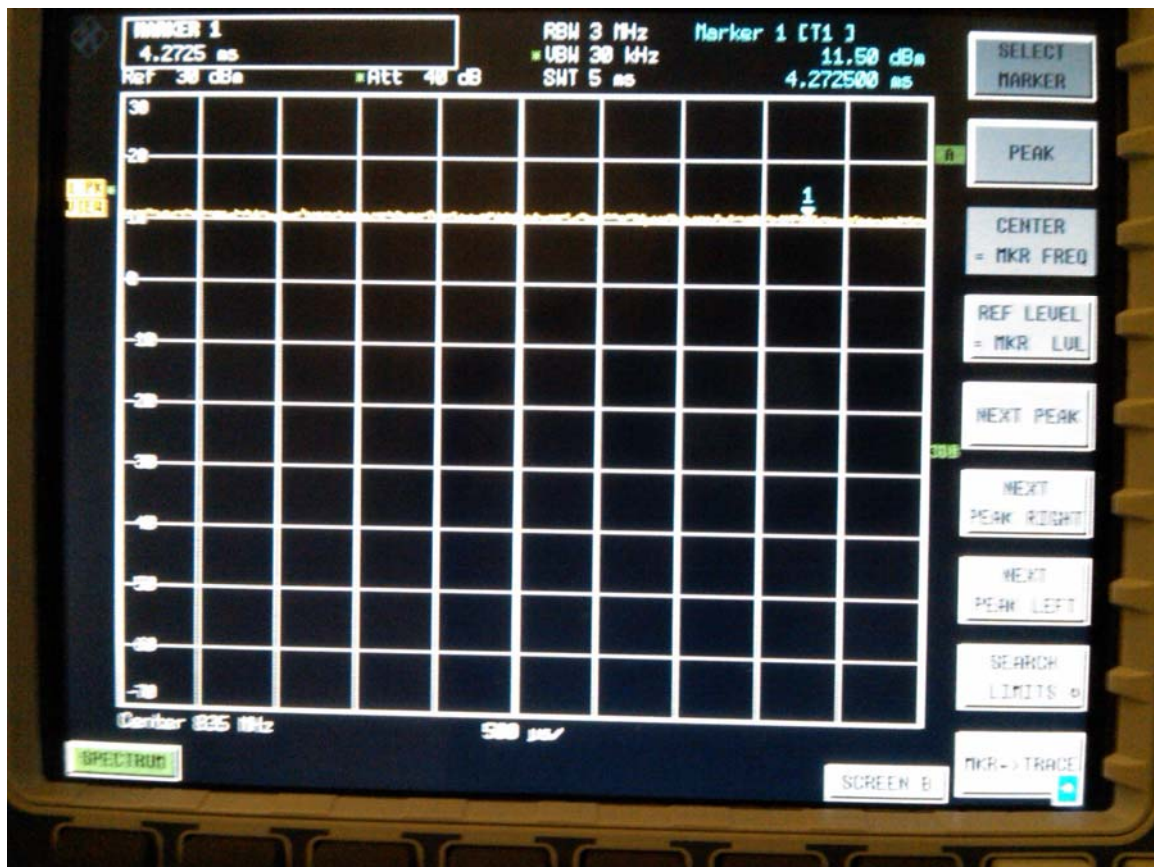 MARKER 1
4.2725 ms
Ref 30 dBm
Att 40 dB
RBW 3 MHz
VBW 30 kHz
SWT 5 ms
Marker 1 [T1 ]
11.50 dBm
4.272500 ms
30
20
10
0
-10
-20
-30
-40
-50
-60
-70
1
A
Center 835 MHz
500 µs/
SPECTRUM
SCREEN B
SELECT
MARKER
PEAK
CENTER
= MKR FREQ
REF LEVEL
= MKR LVL
NEXT PEAK
NEXT
PEAK RIGHT
NEXT
PEAK LEFT
SEARCH
LIMITS
MKR->TRACE